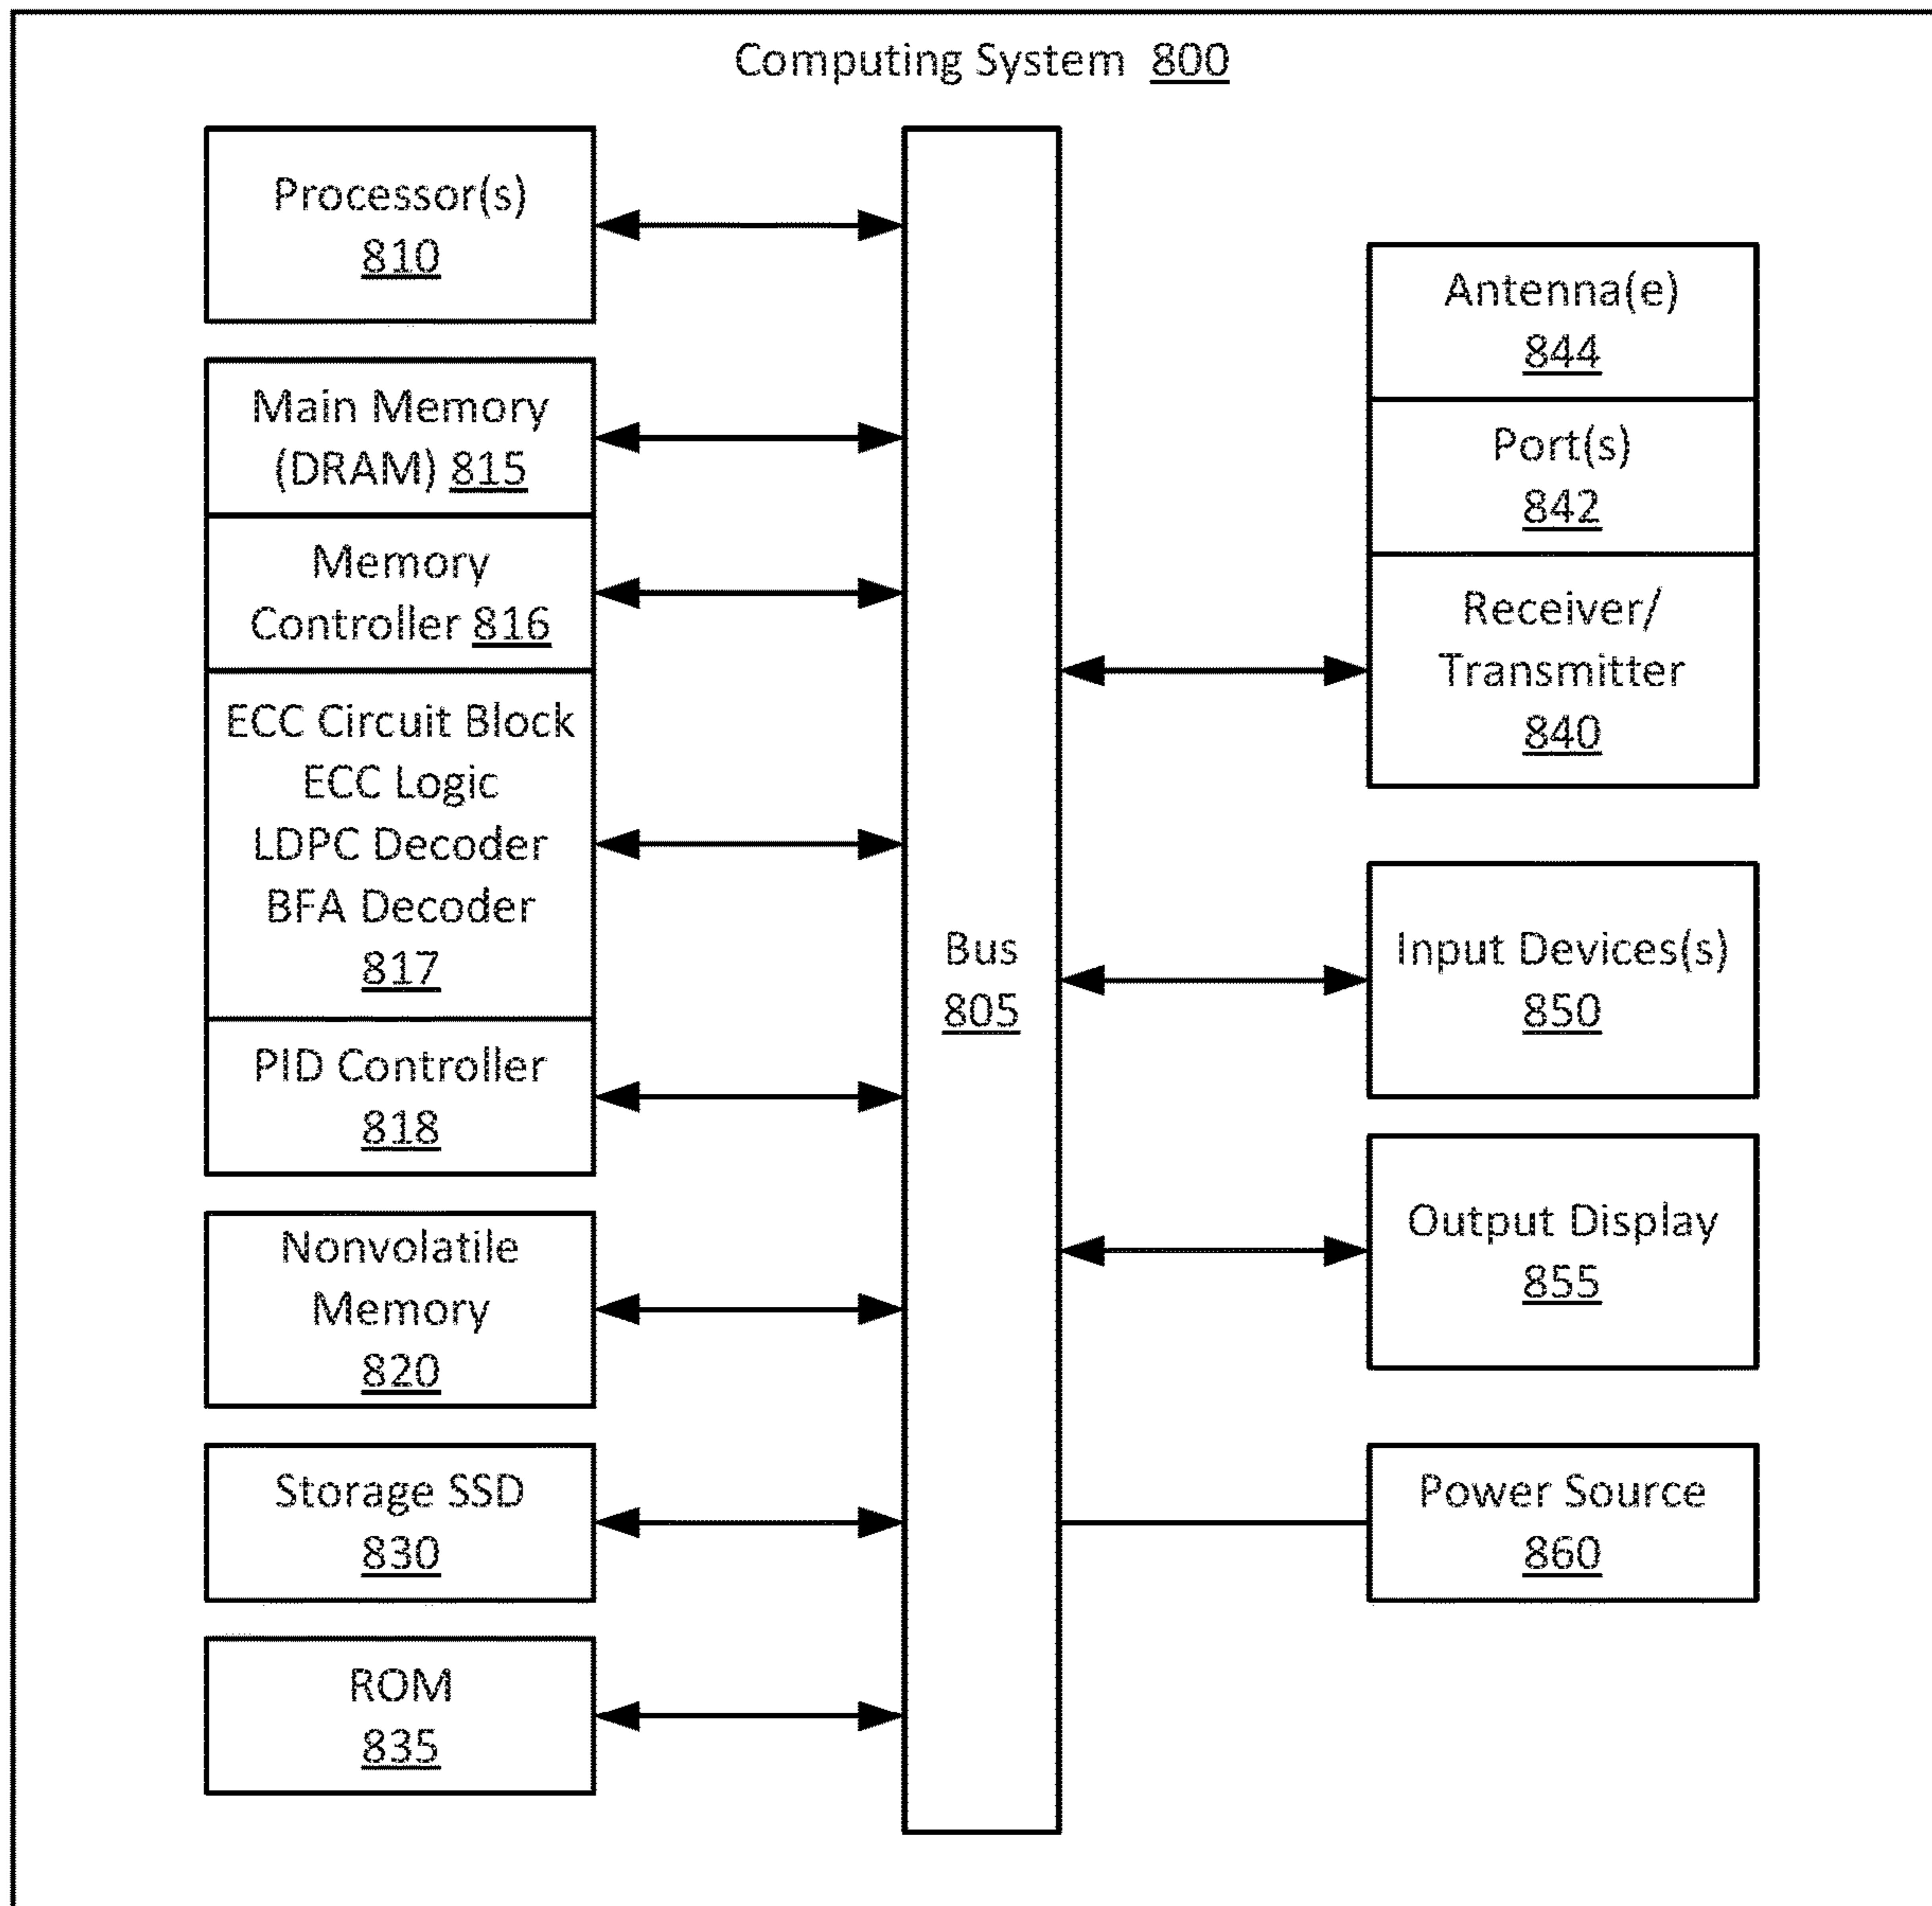 Computing System 800
Processor(s)
810
Main Memory
(DRAM) 815
Memory
Controller 816
ECC Circuit Block
ECC Logic
LDPC Decoder
BFA Decoder
817
PID Controller
818
Nonvolatile
Memory
820
Storage SSD
830
ROM
835
Bus
805
Antenna(e)
844
Port(s)
842
Receiver/
Transmitter
840
Input Devices(s)
850
Output Display
855
Power Source
860